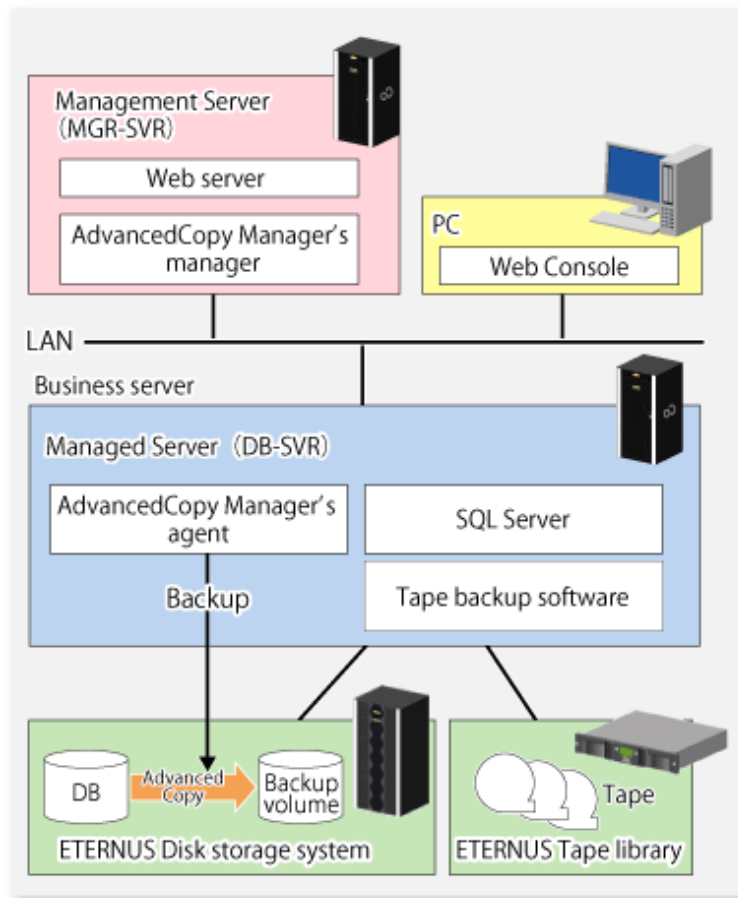 Management Server
(MGR-SVR)
Web server
AdvancedCopy Manager's
manager
PC
Web Console
LAN
Business server
Managed Server (DB-SVR)
AdvancedCopy Manager's
agent
SQL Server
Backup
Tape backup software
DB
Advanced
Copy
Backup
volume
ETERNUS Disk storage system
Tape
ETERNUS Tape library